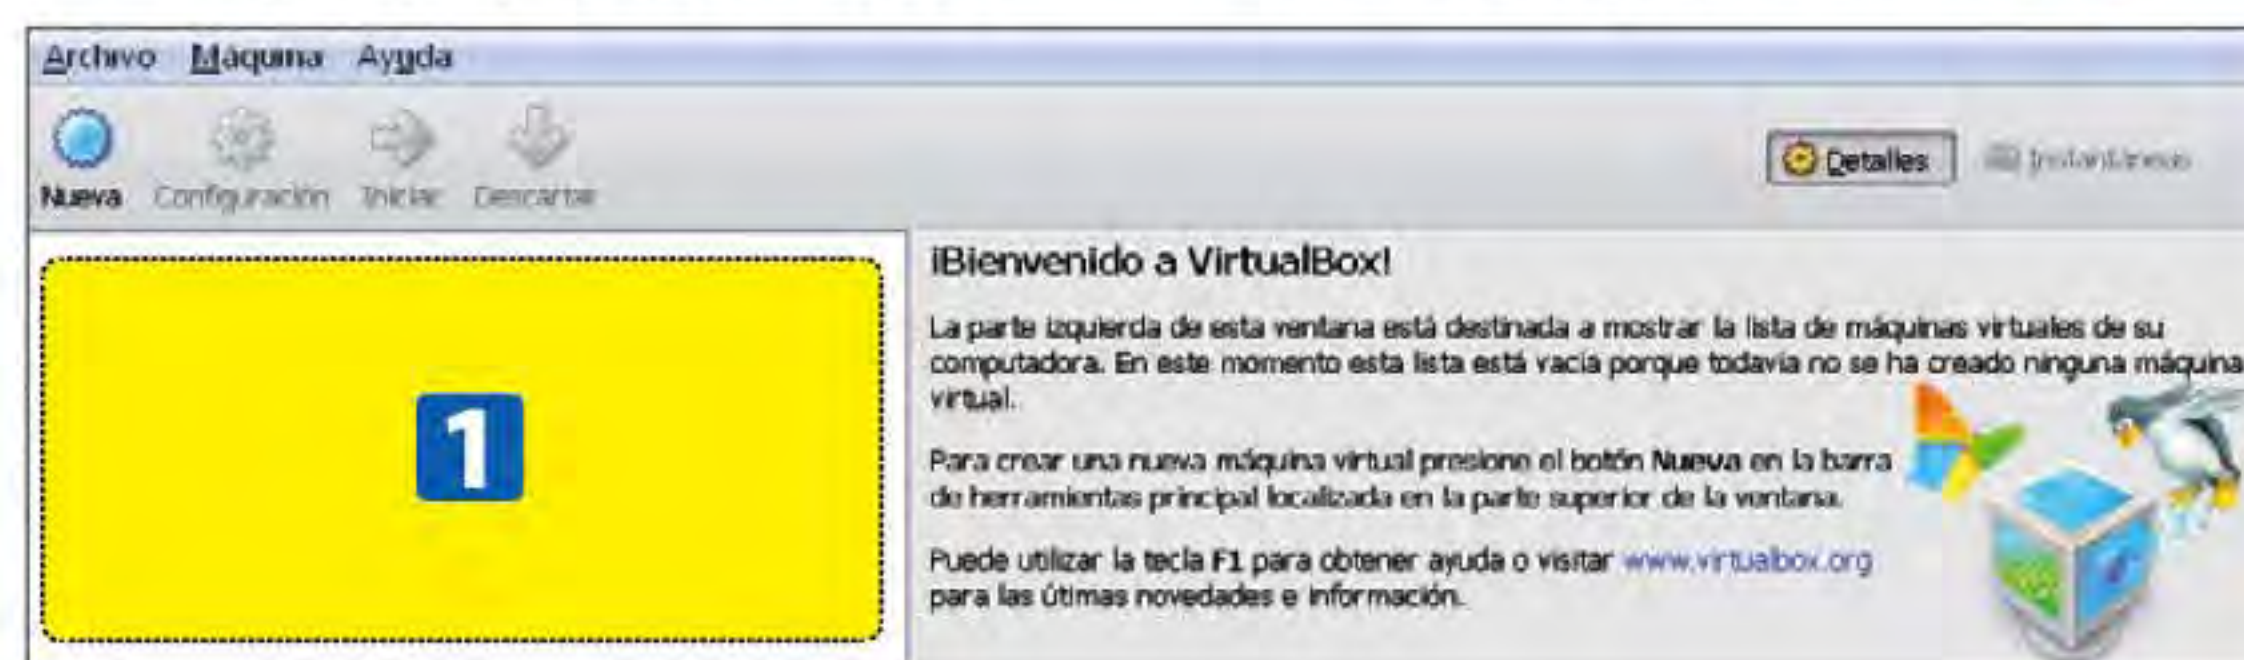 Archivo Máquina Ayuda
Nueva Configuración Iniciar Descartar
Detalles Instantáneas
1
¡Bienvenido a VirtualBox!
La parte izquierda de esta ventana está destinada a mostrar la lista de máquinas virtuales de su
computadora. En este momento esta lista está vacía porque todavía no se ha creado ninguna máquina
virtual.
Para crear una nueva máquina virtual presione el botón Nueva en la barra
de herramientas principal localizada en la parte superior de la ventana.
Puede utilizar la tecla F1 para obtener ayuda o visitar www.virtualbox.org
para las útimas novedades e información.